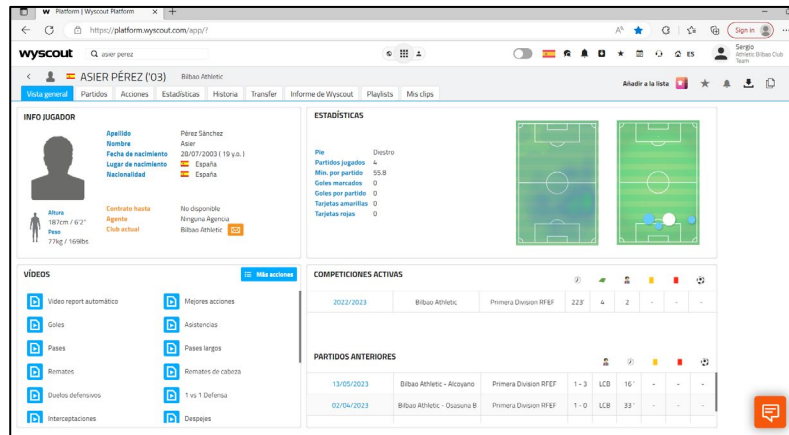 W Platform | Wyscout Platform
https://platform.wyscout.com/app/?
Sign in
wyscout
asier perez
ES
Sergio
Athletic Bilbao Club
Team
ASIER PÉREZ ('03) Bilbao Athletic
Añadir a la lista
Vista general Partidos Acciones Estadísticas Historia Transfer Informe de Wyscout Playlists Mis clips
INFO JUGADOR
Apellido Pérez Sánchez
Nombre Asier
Fecha de nacimiento 28/07/2003 ( 19 y.o. )
Lugar de nacimiento España
Nacionalidad España
Altura
187cm / 6'2"
Peso
77kg / 169lbs
Contrato hasta No disponible
Agente Ninguna Agencia
Club actual Bilbao Athletic
ESTADÍSTICAS
Pie Diestro
Partidos jugados 4
Min. por partido 55.8
Goles marcados 0
Goles por partido 0
Tarjetas amarillas 0
Tarjetas rojas 0
VÍDEOS
Más acciones
Video report automático Mejores acciones
Goles Asistencias
Pases Pases largos
Remates Remates de cabeza
Duelos defensivos 1 vs 1 Defensa
Interceptaciones Despejes
COMPETICIONES ACTIVAS
2022/2023 Bilbao Athletic Primera Division RFEF 223' 4 2 - - -
PARTIDOS ANTERIORES
13/05/2023 Bilbao Athletic - Alcoyano Primera Division RFEF 1 - 3 LCB 16' - - -
02/04/2023 Bilbao Athletic - Osasuna B Primera Division RFEF 1 - 0 LCB 33' - - -